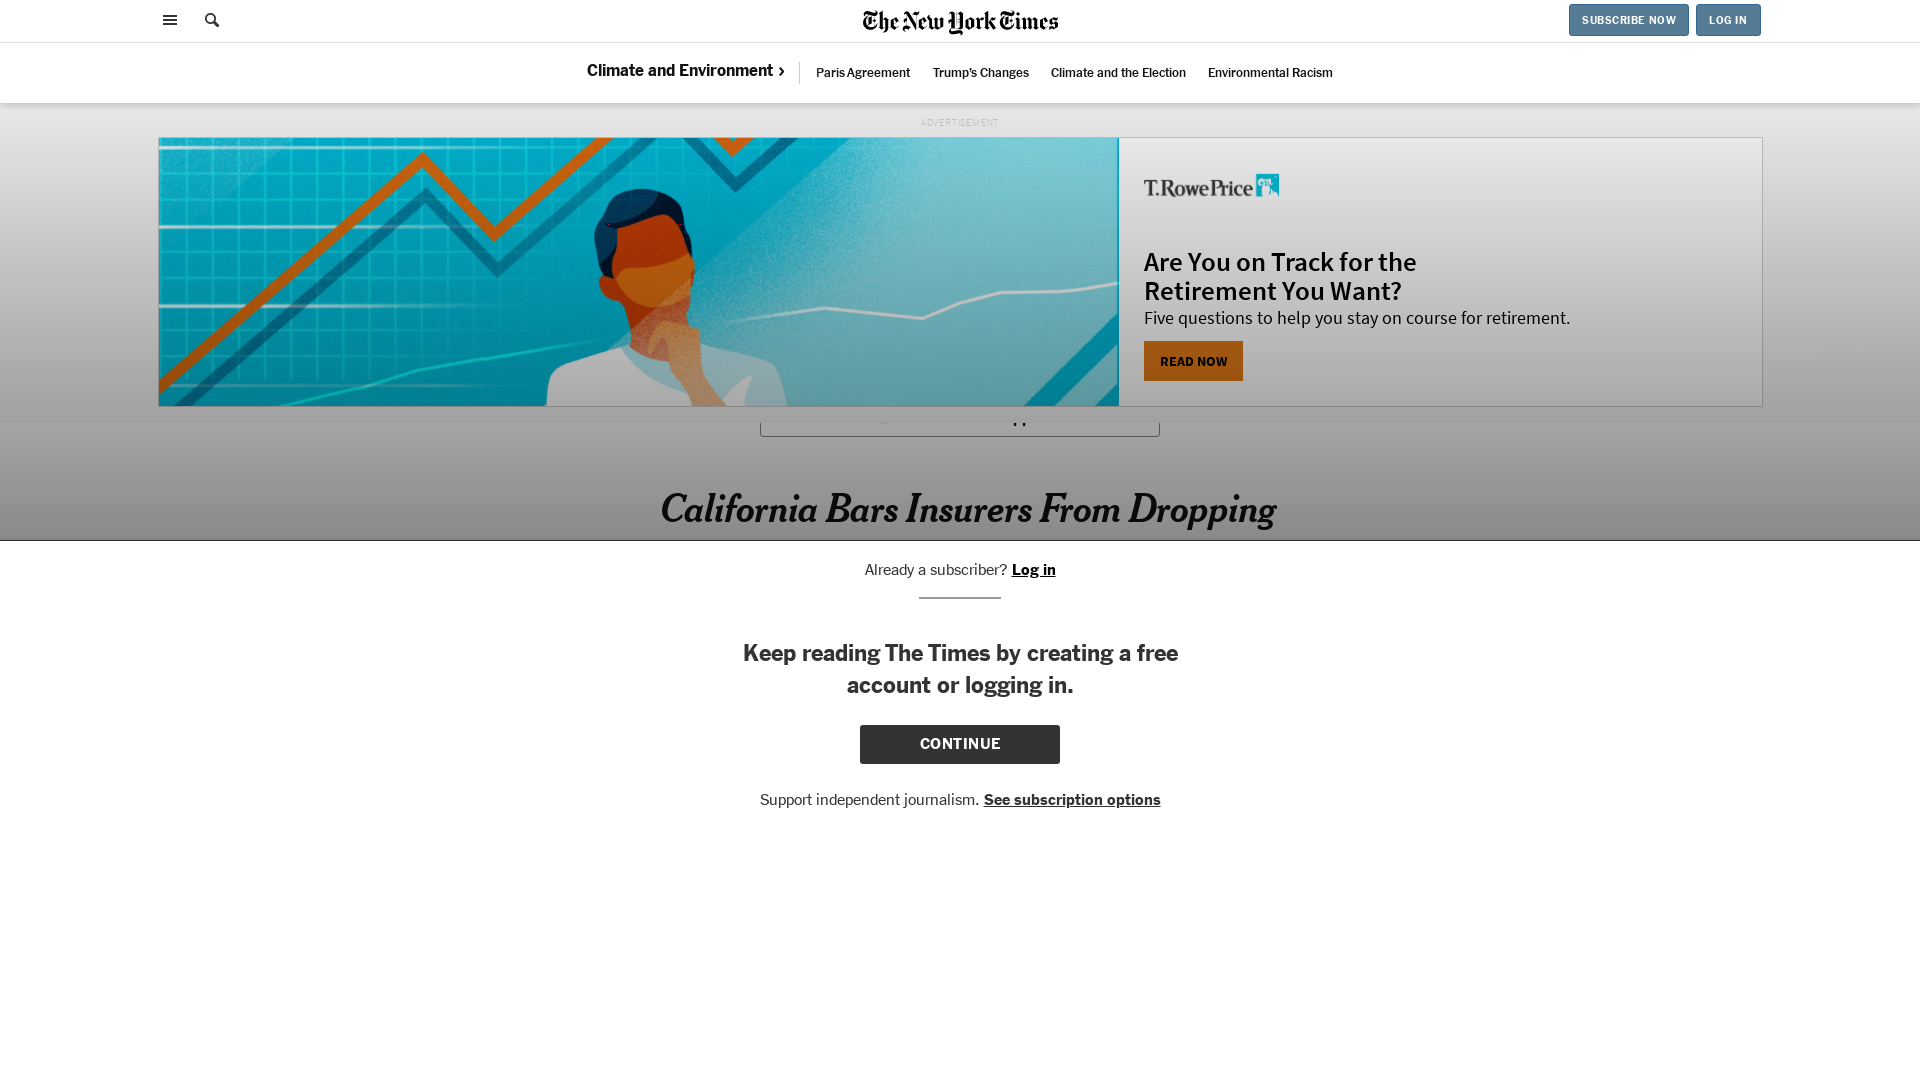 The New York Times
SUBSCRIBE NOW
LOG IN
Climate and Environment ›
Paris Agreement
Trump's Changes
Climate and the Election
Environmental Racism
ADVERTISEMENT
T.RowePrice
Are You on Track for the
Retirement You Want?
Five questions to help you stay on course for retirement.
READ NOW
California Bars Insurers From Dropping
Already a subscriber? Log in
Keep reading The Times by creating a free
account or logging in.
CONTINUE
Support independent journalism. See subscription options